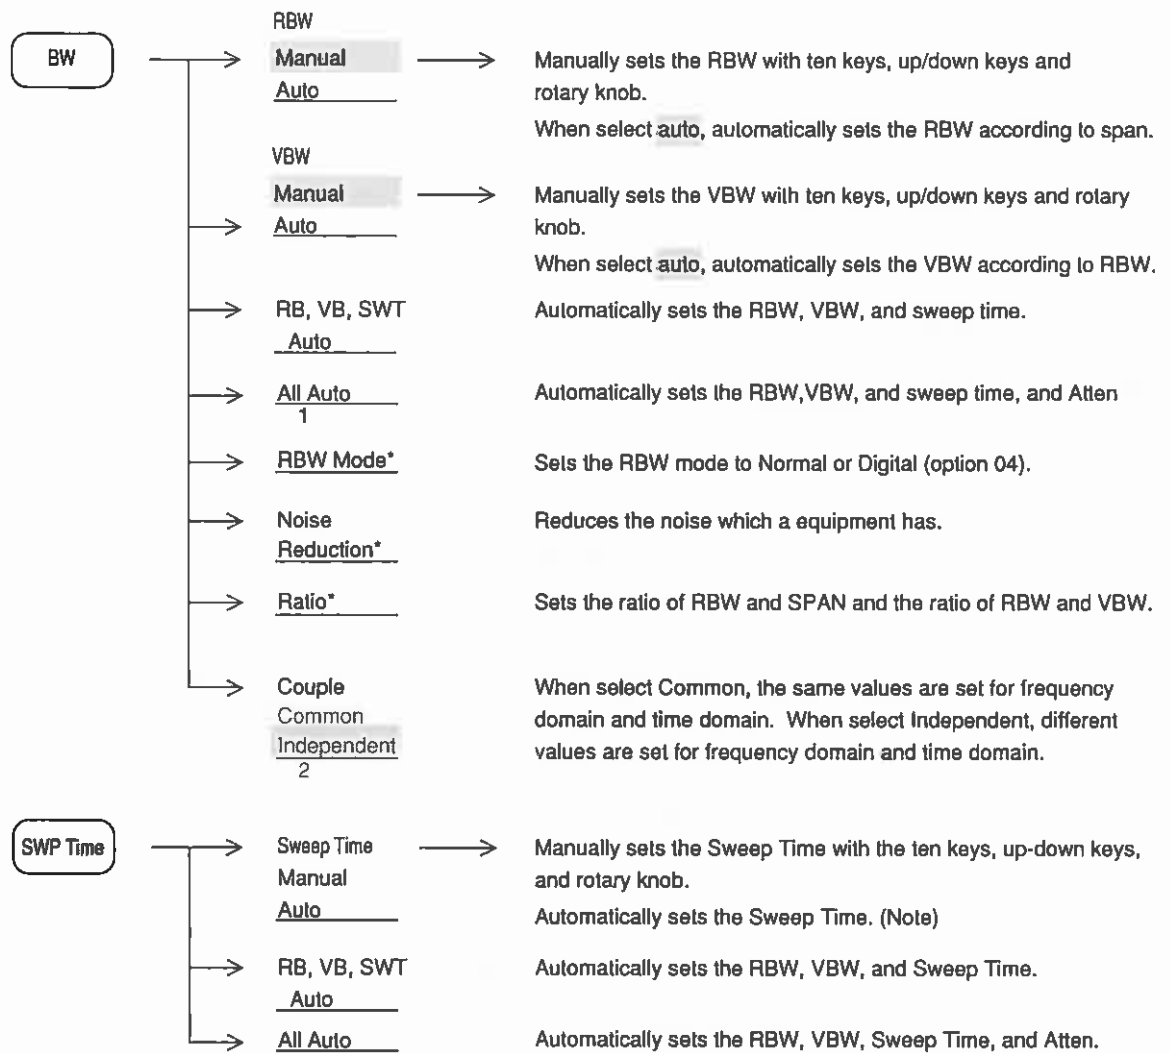 RBW
BW
Manual
Manually sets the RBW with ten keys, up/down keys and
Auto
rotary knob.
When select auto, automatically sets the RBW according to span.
VBW
Manual
Manually sets the VBW with ten keys, up/down keys and rotary
Auto
knob.
When select auto, automatically sets the VBW according to RBW.
RB, VB, SWT
Automatically sets the RBW, VBW, and sweep time.
Auto
All Auto
Automatically sets the RBW,VBW, and sweep time, and Atten
1
RBW Mode*
Sets the RBW mode to Normal or Digital (option 04).
Noise
Reduces the noise which a equipment has.
Reduction*
Ratio*
Sets the ratio of RBW and SPAN and the ratio of RBW and VBW.
Couple
When select Common, the same values are set for frequency
Common
domain and time domain. When select Independent, different
Independent
values are set for frequency domain and time domain.
2
SWP Time
Sweep Time
Manually sets the Sweep Time with the ten keys, up-down keys,
Manual
and rotary knob.
Auto
Automatically sets the Sweep Time. (Note)
RB, VB, SWT
Automatically sets the RBW, VBW, and Sweep Time.
Auto
All Auto
Automatically sets the RBW, VBW, Sweep Time, and Atten.